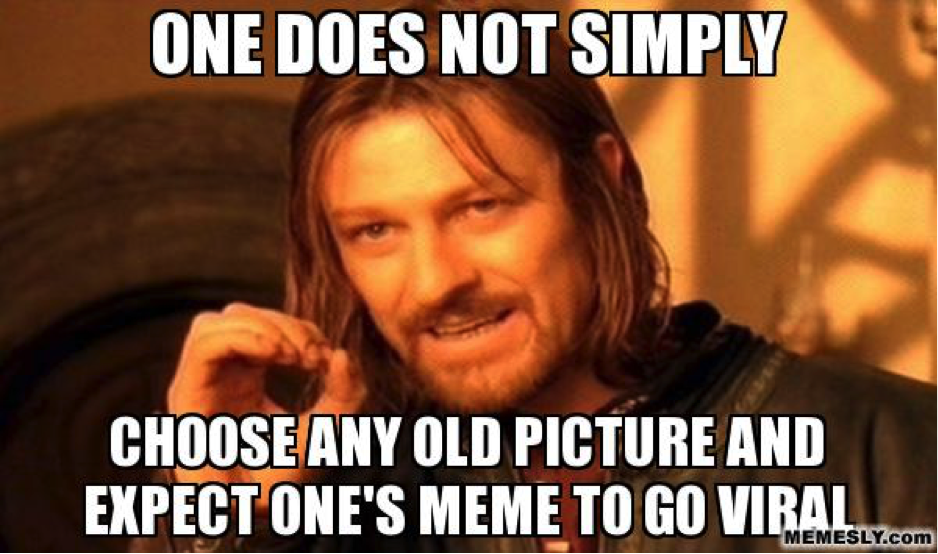 ONE DOES NOT SIMPLY
CHOOSE ANY OLD PICTURE AND
EXPECT ONE'S MEME TO GO VIRAL
MEMESLY.com